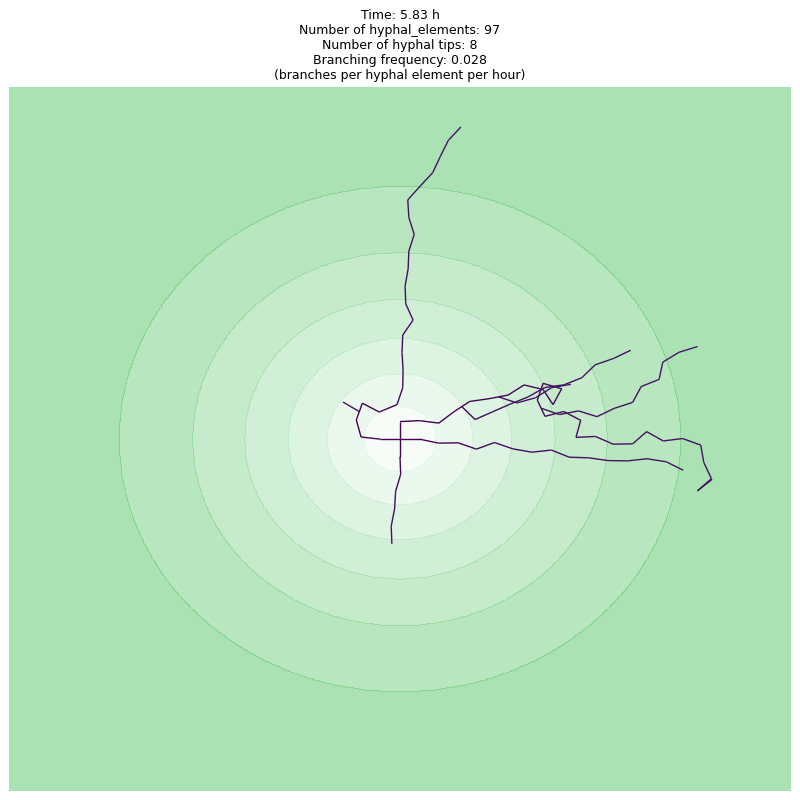 Time: 5.83 h
Number of hyphal_elements: 97
Number of hyphal tips: 8
Branching frequency: 0.028
(branches per hyphal element per hour)